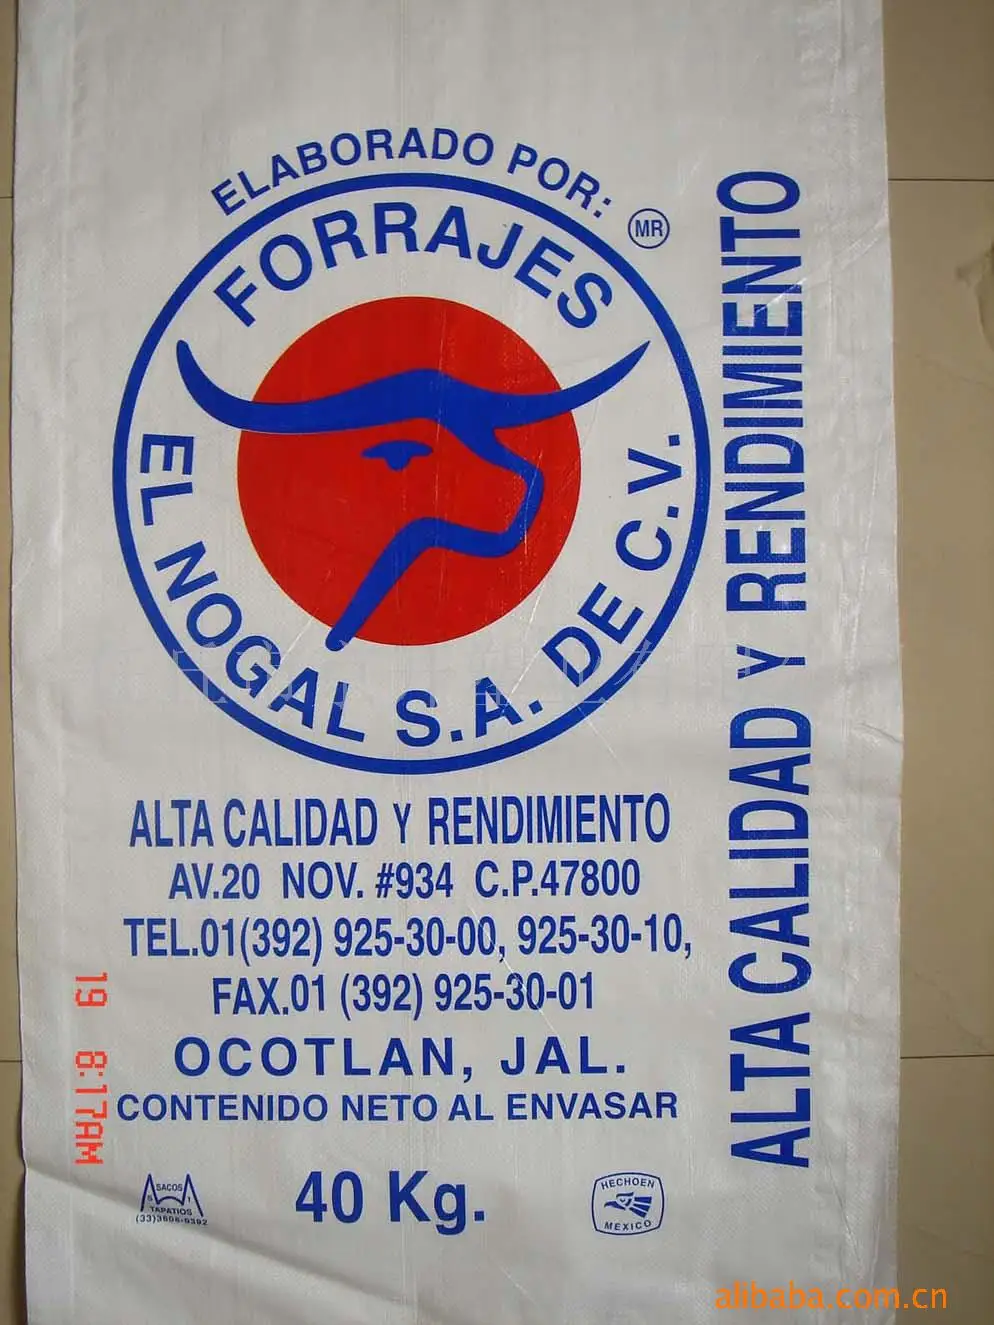 ELABORADO POR:
MR
FORRAJES
EL NOGAL S.A. DE C.V.
ALTA CALIDAD Y RENDIMIENTO
AV.20 NOV. #934 C.P.47800
TEL.01(392) 925-30-00, 925-30-10,
FAX.01 (392) 925-30-01
OCOTLAN, JAL.
CONTENIDO NETO AL ENVASAR
40 Kg.
SACOS
TAPATIOS
HECHOEN
MEXICO
ALTA CALIDAD Y RENDIMIENTO
19 8:17AM
alibaba.com.cn